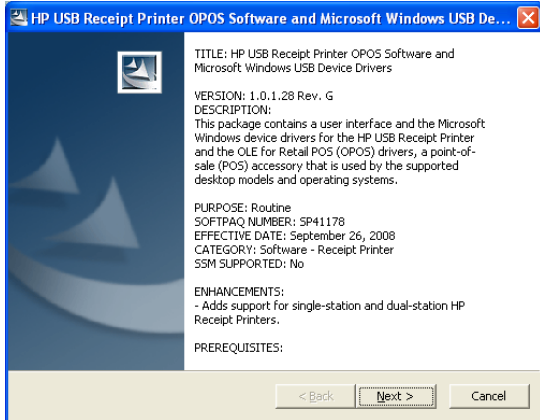 HP USB Receipt Printer OPOS Software and Microsoft Windows USB De...
TITLE: HP USB Receipt Printer OPOS Software and
Microsoft Windows USB Device Drivers
VERSION: 1.0.1.28 Rev. G
DESCRIPTION:
This package contains a user interface and the Microsoft
Windows device drivers for the HP USB Receipt Printer
and the OLE for Retail POS (OPOS) drivers, a point-of-
sale (POS) accessory that is used by the supported
desktop models and operating systems.
PURPOSE: Routine
SOFTPAQ NUMBER: SP41178
EFFECTIVE DATE: September 26, 2008
CATEGORY: Software - Receipt Printer
SSM SUPPORTED: No
ENHANCEMENTS:
- Adds support for single-station and dual-station HP
Receipt Printers.
PREREQUISITES:
< Back Next > Cancel